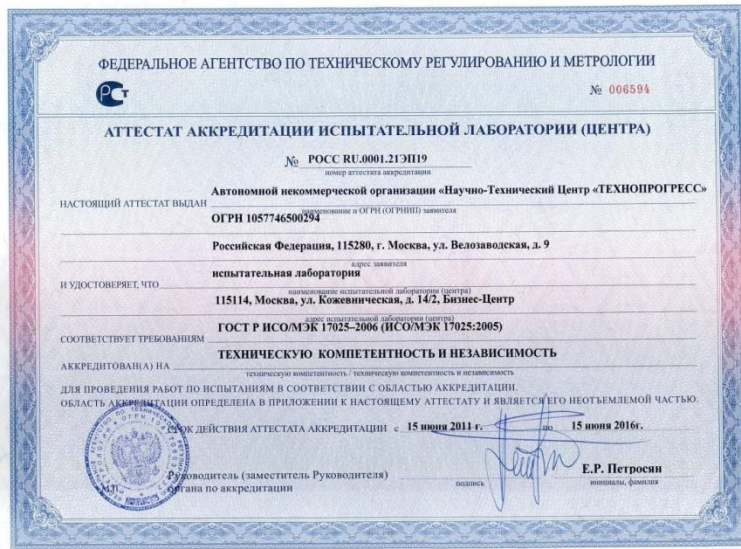 ФЕДЕРАЛЬНОЕ АГЕНТСТВО ПО ТЕХНИЧЕСКОМУ РЕГУЛИРОВАНИЮ И МЕТРОЛОГИИ
РСТ
№ 006594
АТТЕСТАТ АККРЕДИТАЦИИ ИСПЫТАТЕЛЬНОЙ ЛАБОРАТОРИИ (ЦЕНТРА)
№ РОСС RU.0001.21ЭП19
номер аттестата аккредитации
Автономной некоммерческой организации «Научно-Технический Центр «ТЕХНОПРОГРЕСС»
НАСТОЯЩИЙ АТТЕСТАТ ВЫДАН
наименование и ОГРН (ОГРНИП) заявителя
ОГРН 1057746500294
Российская Федерация, 115280, г. Москва, ул. Велозаводская, д. 9
адрес заявителя
испытательная лаборатория
И УДОСТОВЕРЯЕТ, ЧТО
наименование испытательной лаборатории (центра)
115114, Москва, ул. Кожевническая, д. 14/2, Бизнес-Центр
адрес испытательной лаборатории (центра)
ГОСТ Р ИСО/МЭК 17025–2006 (ИСО/МЭК 17025:2005)
СООТВЕТСТВУЕТ ТРЕБОВАНИЯМ
ТЕХНИЧЕСКУЮ КОМПЕТЕНТНОСТЬ И НЕЗАВИСИМОСТЬ
АККРЕДИТОВАН(А) НА
техническую компетентность / техническую компетентность и независимость
ДЛЯ ПРОВЕДЕНИЯ РАБОТ ПО ИСПЫТАНИЯМ В СООТВЕТСТВИИ С ОБЛАСТЬЮ АККРЕДИТАЦИИ.
ОБЛАСТЬ АККРЕДИТАЦИИ ОПРЕДЕЛЕНА В ПРИЛОЖЕНИИ К НАСТОЯЩЕМУ АТТЕСТАТУ И ЯВЛЯЕТСЯ ЕГО НЕОТЪЕМЛЕМОЙ ЧАСТЬЮ.
СРОК ДЕЙСТВИЯ АТТЕСТАТА АККРЕДИТАЦИИ с 15 июня 2011 г. по 15 июня 2016г.
Руководитель (заместитель Руководителя)
органа по аккредитации
подпись
Е.Р. Петросян
инициалы, фамилия